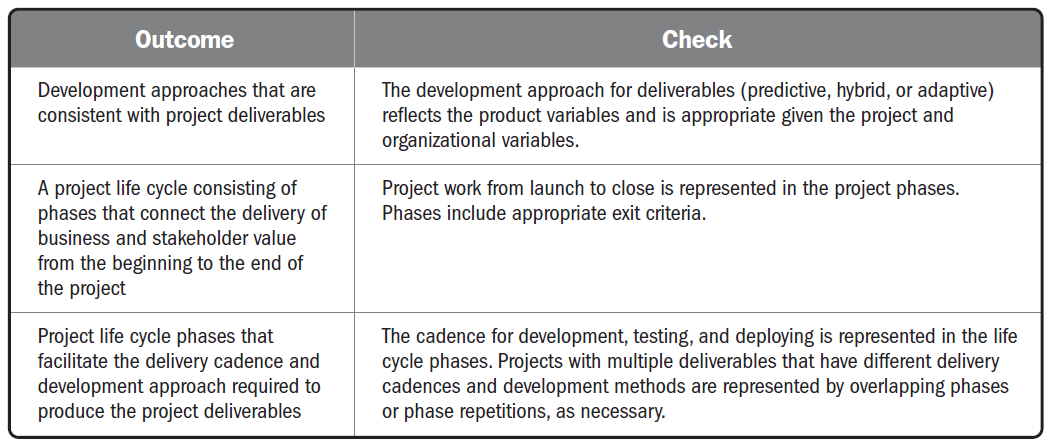 Outcome
Check
Development approaches that are
consistent with project deliverables
The development approach for deliverables (predictive, hybrid, or adaptive)
reflects the product variables and is appropriate given the project and
organizational variables.
A project life cycle consisting of
phases that connect the delivery of
business and stakeholder value
from the beginning to the end of
the project
Project work from launch to close is represented in the project phases.
Phases include appropriate exit criteria.
Project life cycle phases that
facilitate the delivery cadence and
development approach required to
produce the project deliverables
The cadence for development, testing, and deploying is represented in the life
cycle phases. Projects with multiple deliverables that have different delivery
cadences and development methods are represented by overlapping phases
or phase repetitions, as necessary.